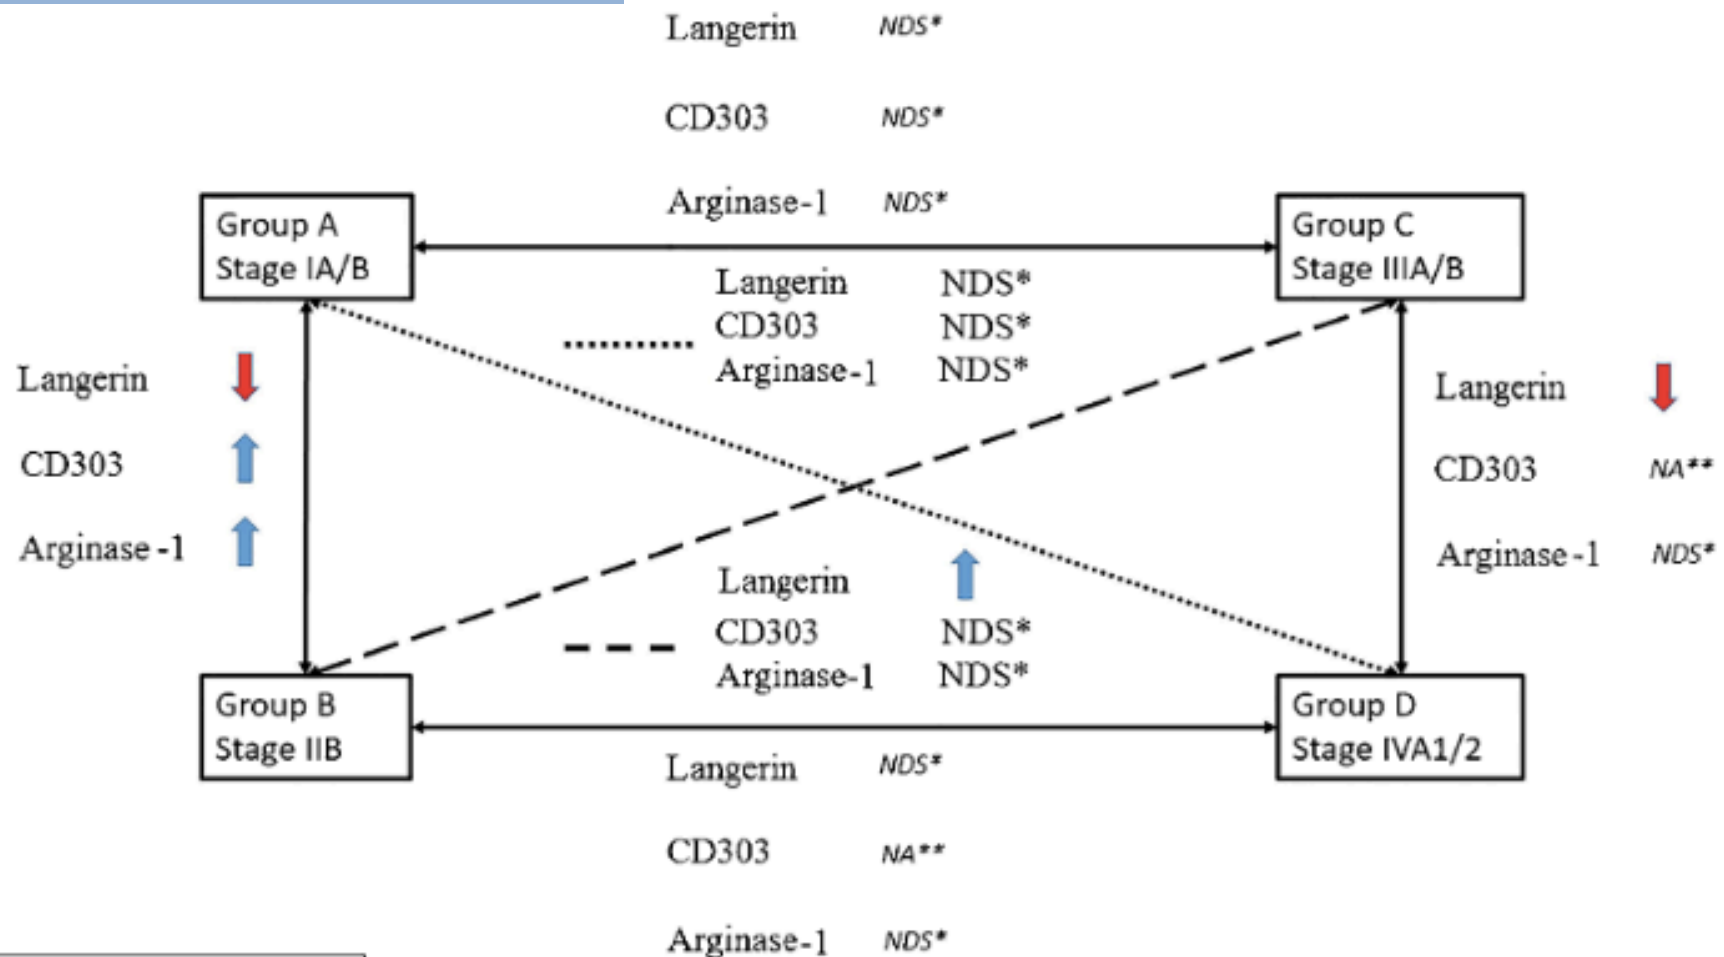 Langerin NDS*
CD303 NDS*
Arginase-1 NDS*
Group A
Stage IA/B
Group C
Stage IIIA/B
Langerin NDS*
CD303 NDS*
Arginase-1 NDS*
Langerin
CD303
Arginase-1
Langerin
CD303 NA**
Arginase-1 NDS*
Langerin
CD303 NDS*
Arginase-1 NDS*
Group B
Stage IIB
Group D
Stage IVA1/2
Langerin NDS*
CD303 NA**
Arginase-1 NDS*